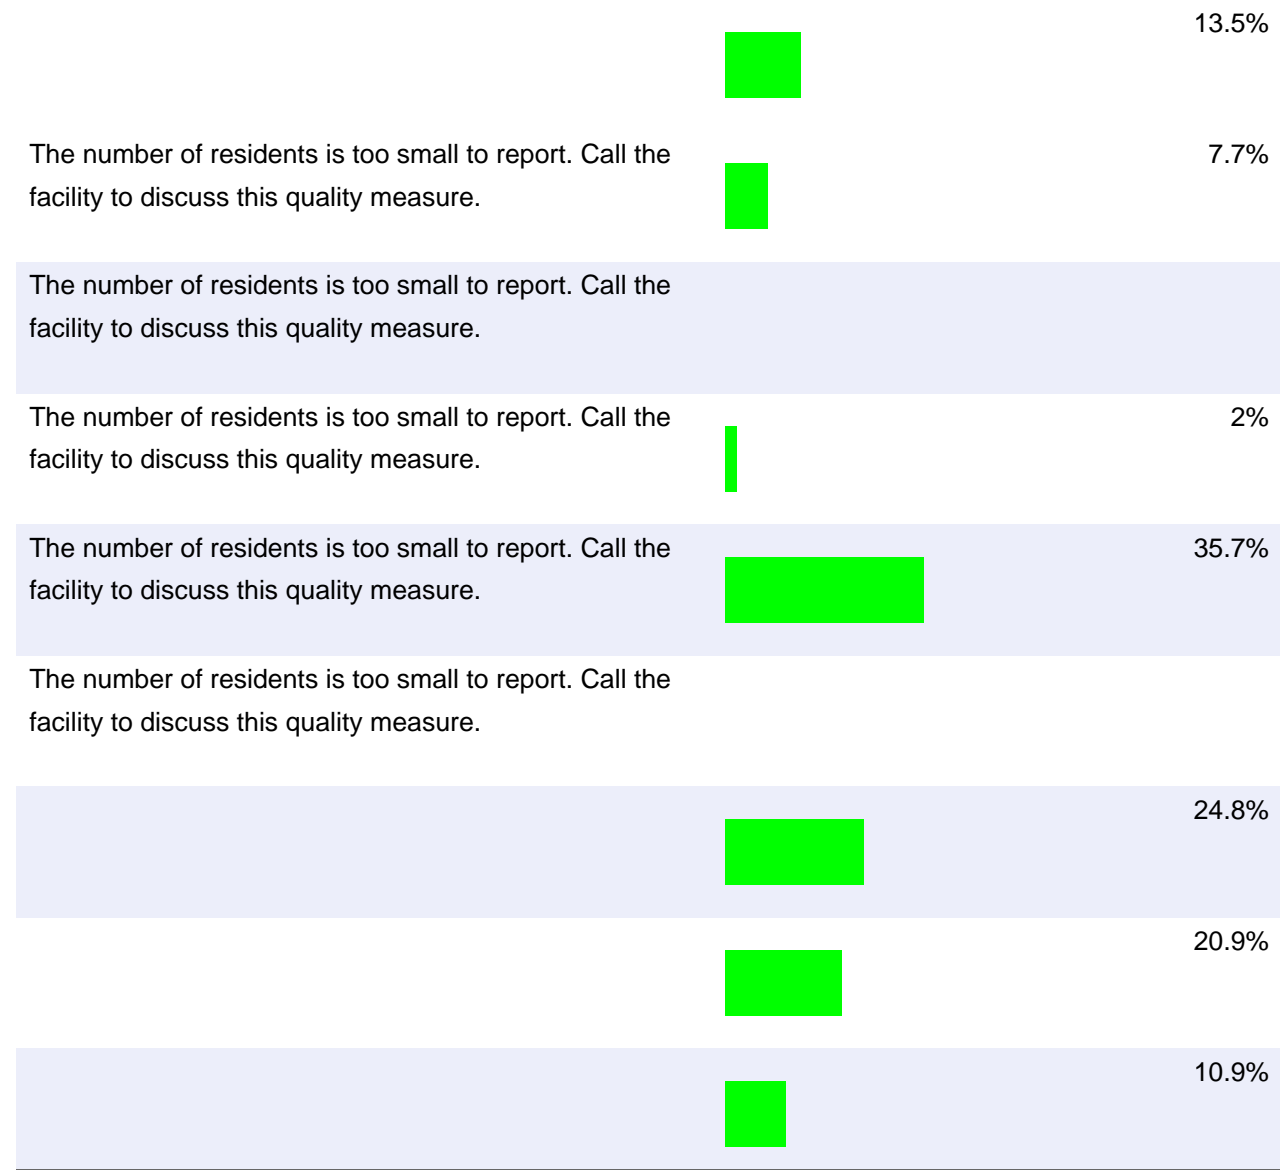 13.5%
The number of residents is too small to report. Call the
facility to discuss this quality measure.
7.7%
The number of residents is too small to report. Call the
facility to discuss this quality measure.
The number of residents is too small to report. Call the
facility to discuss this quality measure.
2%
The number of residents is too small to report. Call the
facility to discuss this quality measure.
35.7%
The number of residents is too small to report. Call the
facility to discuss this quality measure.
24.8%
20.9%
10.9%